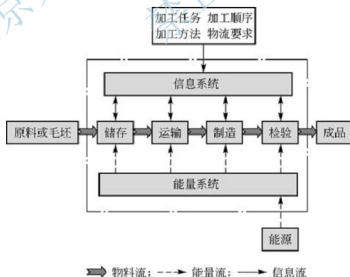 加工任务 加工顺序
加工方法 物流要求
信息系统
原料或毛坯 储存 运输 制造 检验 成品
能量系统
能源
物料流; 能量流; 信息流